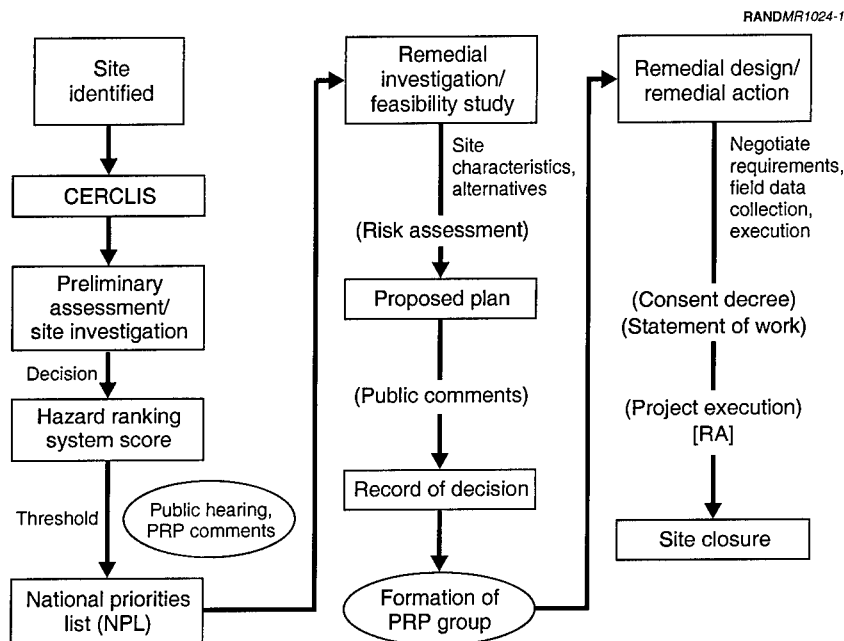 RANDMR1024-1
Site
identified
CERCLIS
Preliminary
assessment/
site investigation
Decision
Hazard ranking
system score
Threshold
Public hearing,
PRP comments
National priorities
list (NPL)
Remedial
investigation/
feasibility study
Site
characteristics,
alternatives
(Risk assessment)
Proposed plan
(Public comments)
Record of decision
Formation of
PRP group
Remedial design/
remedial action
Negotiate
requirements,
field data
collection,
execution
(Consent decree)
(Statement of work)
(Project execution)
[RA]
Site closure